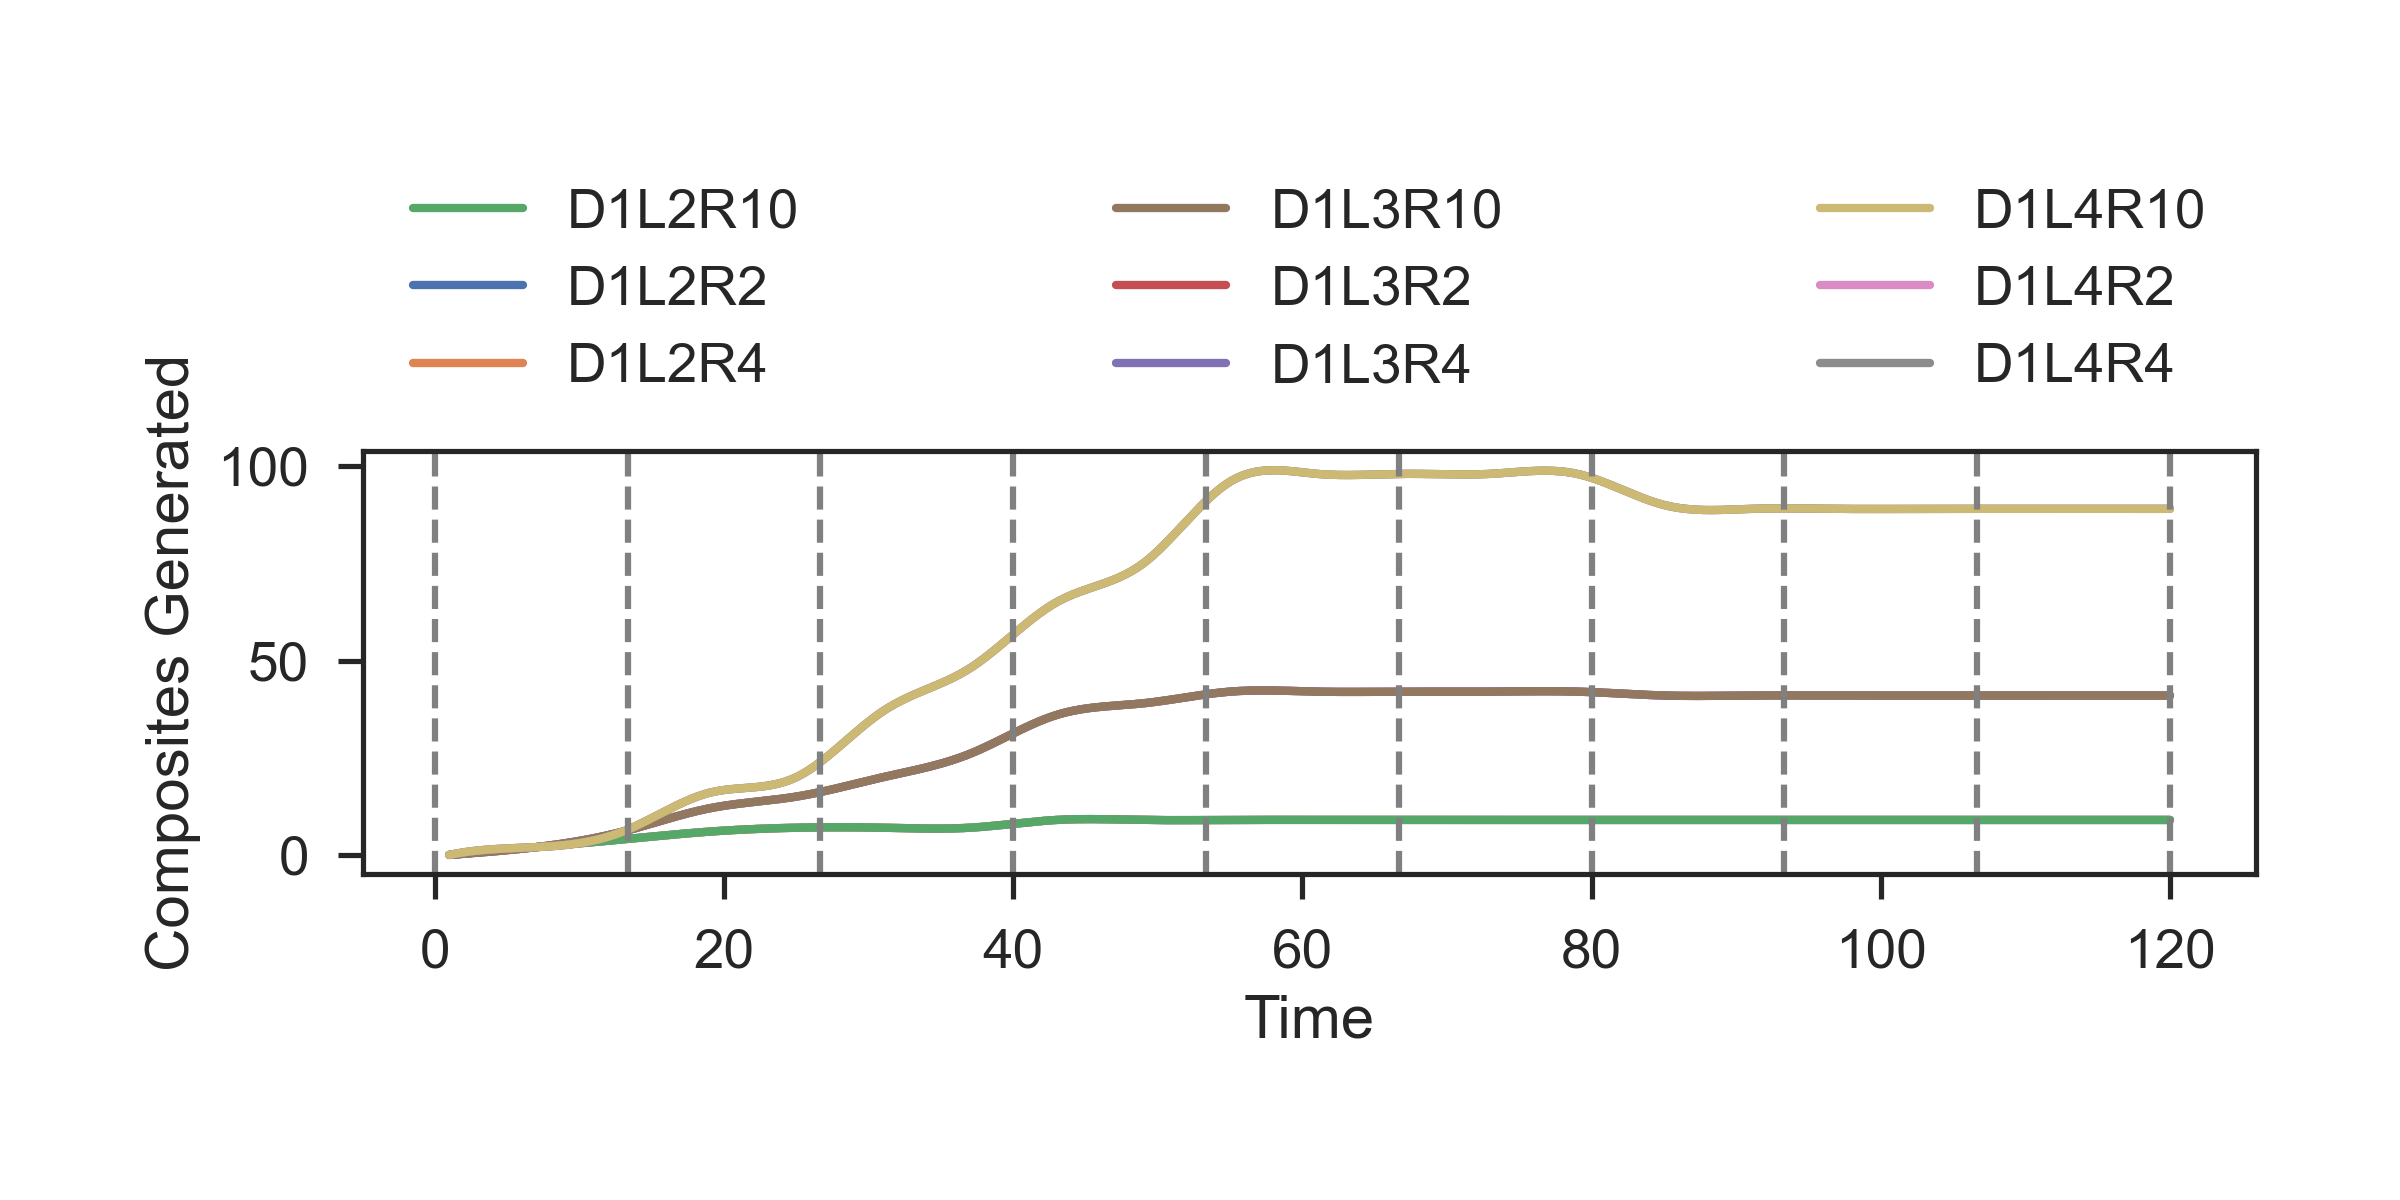 D1L2R10
D1L2R2
D1L2R4
D1L3R10
D1L3R2
D1L3R4
D1L4R10
D1L4R2
D1L4R4
Composites Generated
100
50
0
0 20 40 60 80 100 120
Time